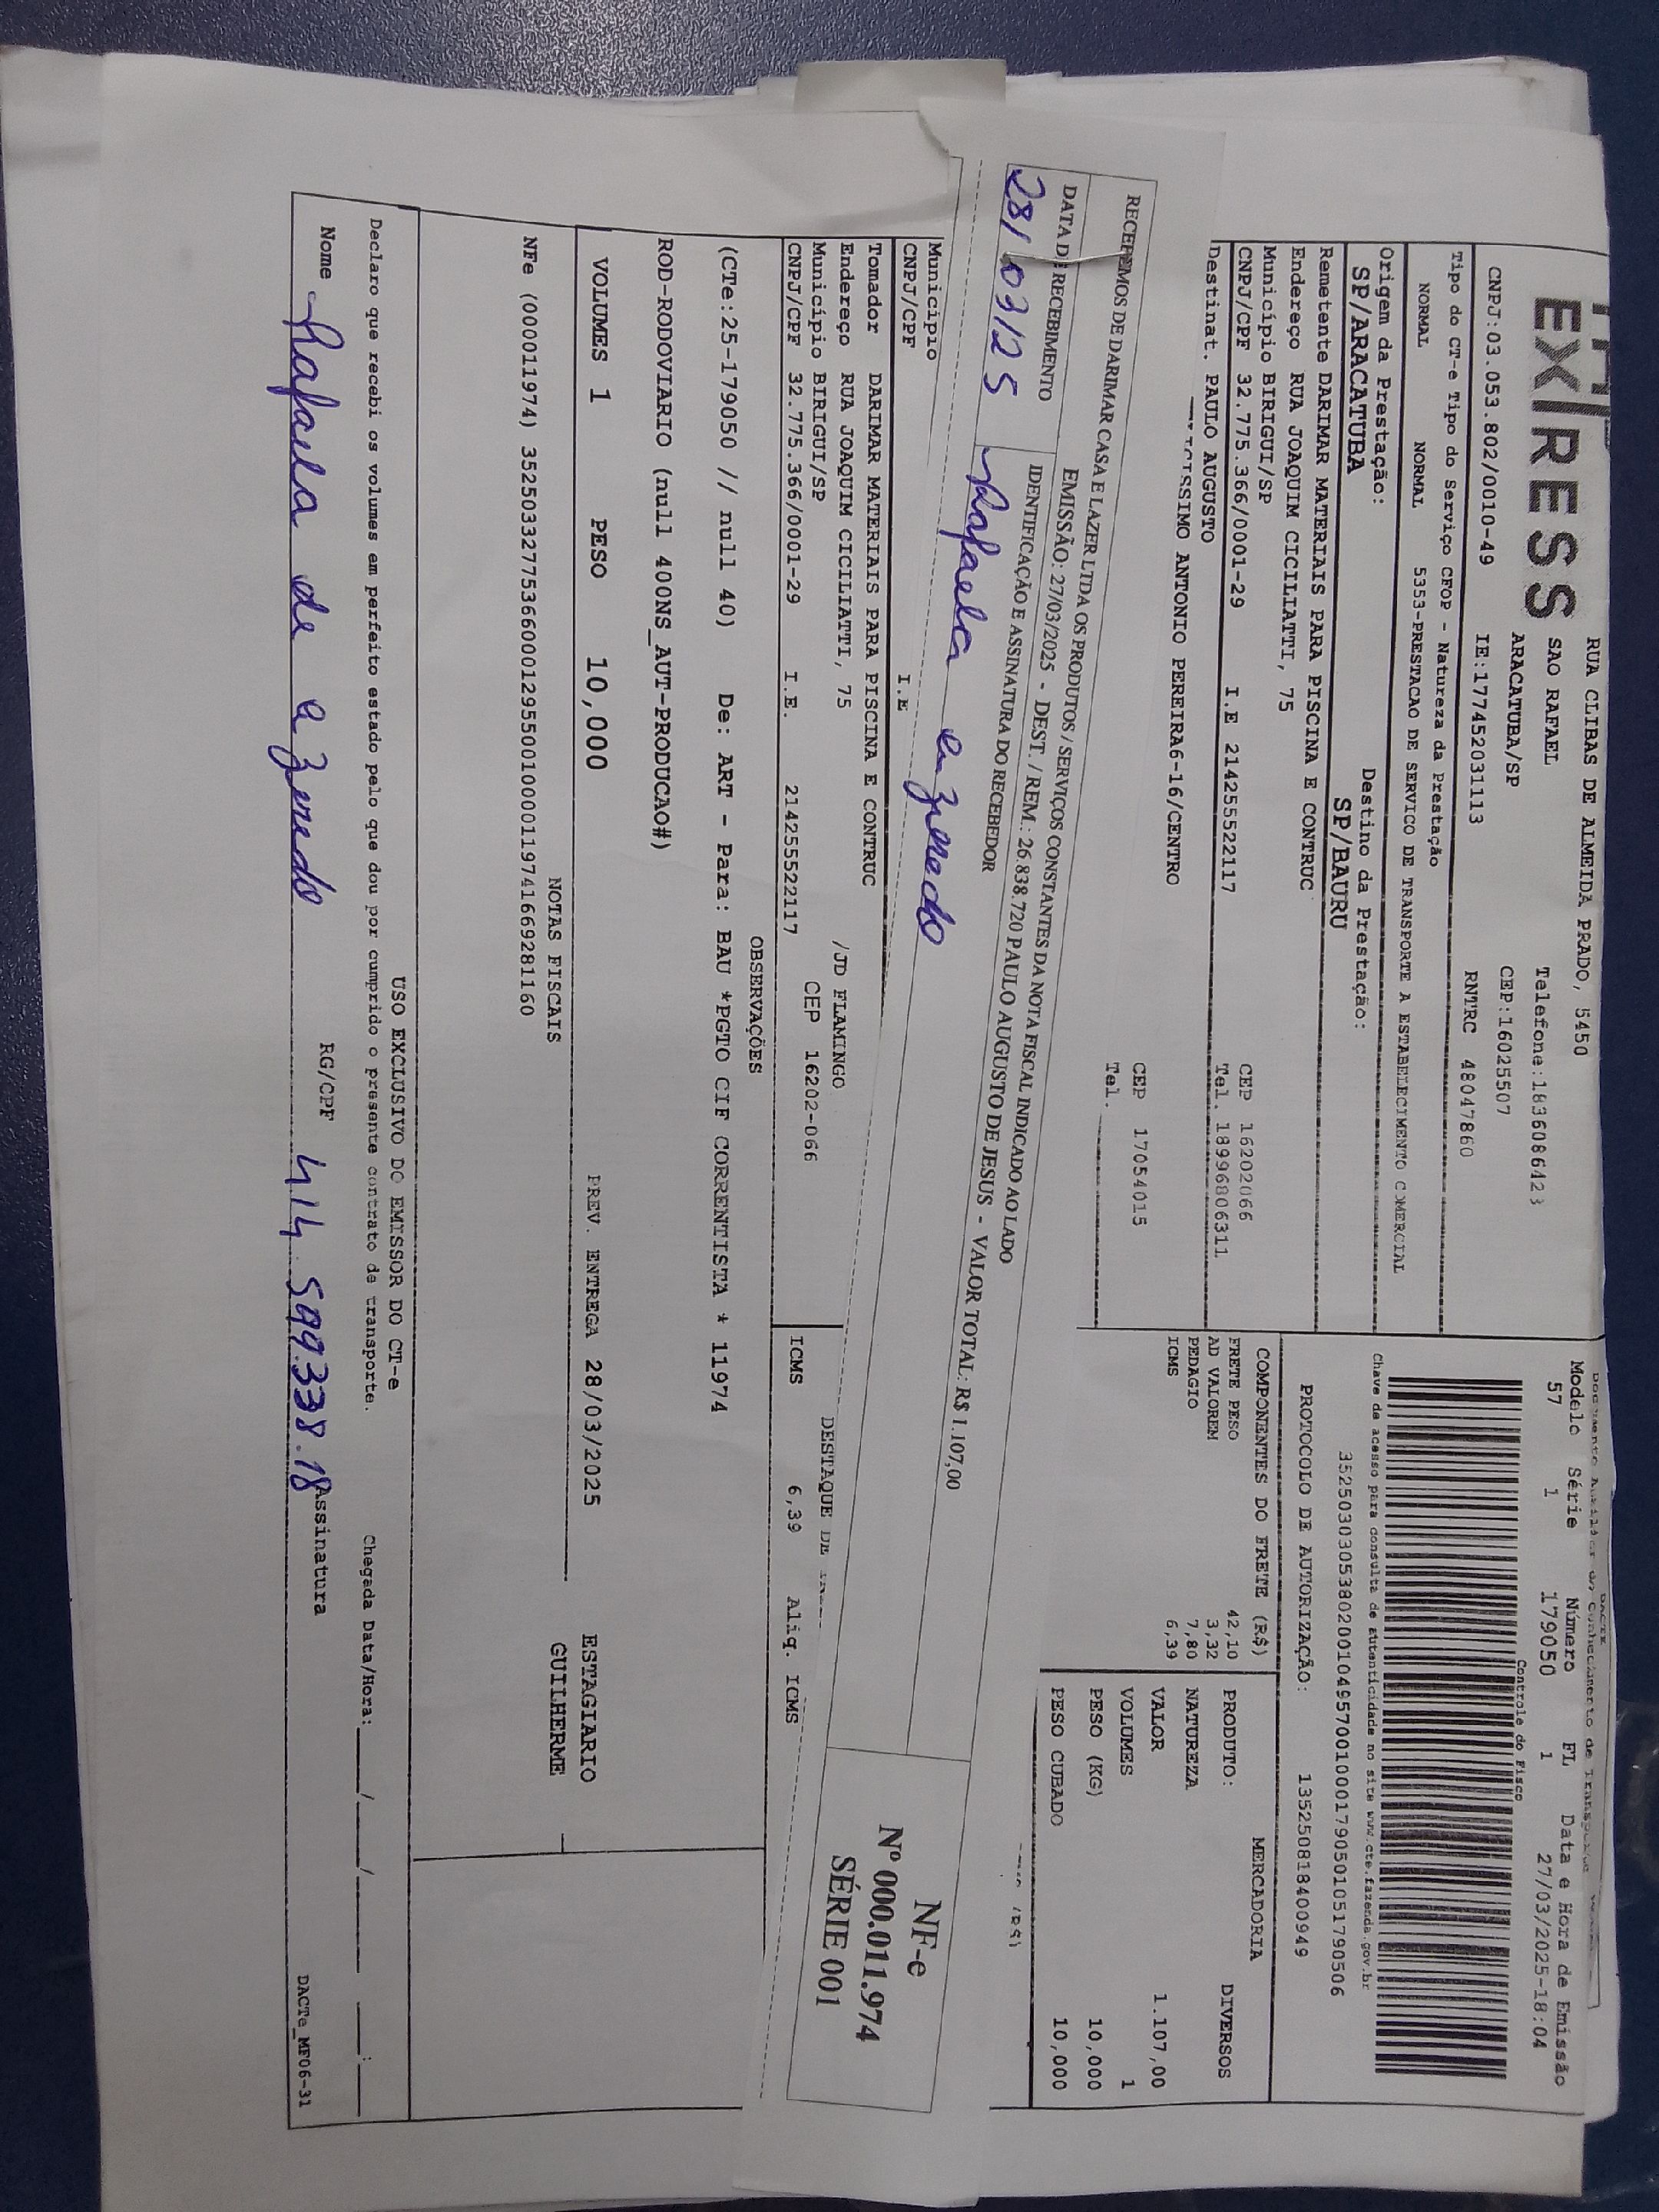 EX/RESS
RUA CLIBAS DE ALMEIDA PRADO, 5450
SAO RAFAEL
Telefone:1836086423
ARACATUBA/SP
CEP:16025507
CNPJ:03.053.802/0010-49
IE:177452031113
RNTRC 48047860
Tipo do CT-e Tipo do Serviço CFOP - Natureza da Prestação
NORMAL NORMAL 5353-PRESTACAO DE SERVICO DE TRANSPORTE A ESTABELECIMENTO COMERCIAL
Origem da Prestação: Destino da Prestação:
SP/ARACATUBA SP/BAURU
Remetente DARIMAR MATERIAIS PARA PISCINA E CONTRUC
Endereço RUA JOAQUIM CICILIATTI, 75
Município BIRIGUI/SP CEP 16202066
CNPJ/CPF 32.775.366/0001-29 I.E 214255522117 Tel. 18996806311
Destinat. PAULO AUGUSTO
ANTONIO PEREIRA6-16/CENTRO
CEP 17054015
Tel.
DACTE
Modelo Série Número FL Data e Hora de Emissão
57 1 179050 1 27/03/2025-18:04
Controle do Fisco
Chave de acesso para consulta de autenticidade no site www.cte.fazenda.gov.br
35250303053802001049570010001790501051790506
PROTOCOLO DE AUTORIZAÇÃO: 135250818400949
COMPONENTES DO FRETE (R$)
FRETE PESO 42,10
AD VALOREM 3,32
PEDAGIO 7,80
ICMS 6,39
MERCADORIA
PRODUTO: DIVERSOS
NATUREZA
VALOR 1.107,00
VOLUMES 1
PESO (KG) 10,000
PESO CUBADO 10,000
RECEBEMOS DE DARIMAR CASA E LAZER LTDA OS PRODUTOS / SERVIÇOS CONSTANTES DA NOTA FISCAL INDICADO AO LADO
EMISSÃO: 27/03/2025 - DEST. / REM.: 26.838.720 PAULO AUGUSTO DE JESUS - VALOR TOTAL: R$ 1.107,00
DATA DE RECEBIMENTO
IDENTIFICAÇÃO E ASSINATURA DO RECEBEDOR
28/03/25
Rafaela
NF-e
Nº 000.011.974
SÉRIE 001
Município
CNPJ/CPF I.E
Tomador DARIMAR MATERIAIS PARA PISCINA E CONTRUC
Endereço RUA JOAQUIM CICILIATTI, 75 /JD FLAMINGO
Município BIRIGUI/SP CEP 16202-066
CNPJ/CPF 32.775.366/0001-29 I.E. 214255522117
DESTAQUE DE
ICMS 6,39 Aliq. ICMS
OBSERVAÇÕES
(CTe:25-179050 // null 40) De: ART - Para: BAU *PGTO CIF CORRENTISTA * 11974
ROD-RODOVIARIO (null 400NS_AUT-PRODUCAO#)
VOLUMES 1 PESO 10,000 PREV. ENTREGA 28/03/2025 ESTAGIARIO
GUILHERME
NOTAS FISCAIS
NFe (000011974) 35250332775366000129550010000119741669281160
USO EXCLUSIVO DO EMISSOR DO CT-e
Declaro que recebi os volumes em perfeito estado pelo que dou por cumprido o presente contrato de transporte. Chegada Data/Hora: / / :
Nome Rafaela de RG/CPF 414.599.338.18 Assinatura
DACTe_MF06-31